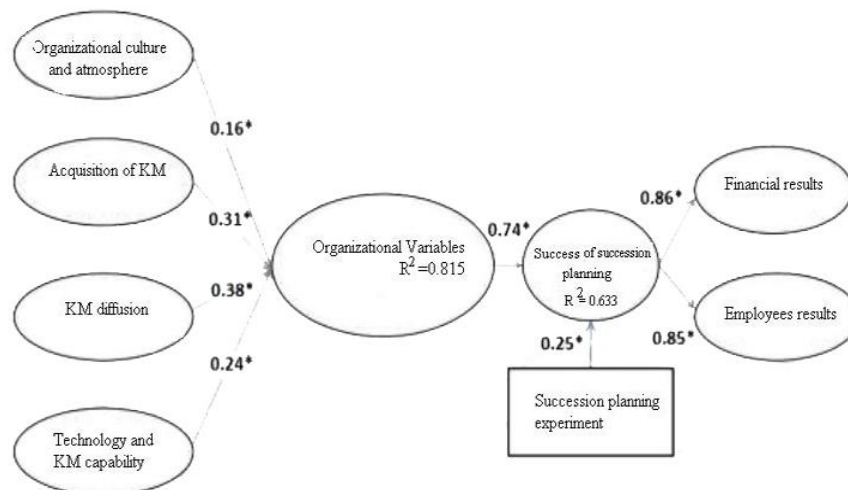 Organizational culture
and atmosphere
0.16*
Acquisition of KM
0.31*
KM diffusion
0.38*
Technology and
KM capability
0.24*
Organizational Variables
R²=0.815
0.74*
Success of succession
planning
R²=0.633
0.25*
Succession planning
experiment
0.86*
Financial results
0.85*
Employees results